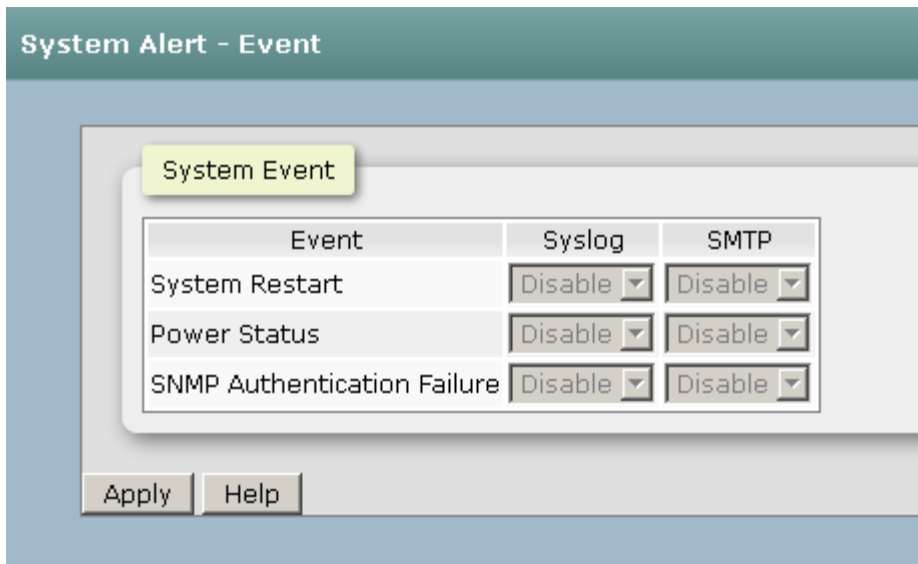 System Alert - Event
System Event
Event Syslog SMTP
System Restart Disable Disable
Power Status Disable Disable
SNMP Authentication Failure Disable Disable
Apply Help